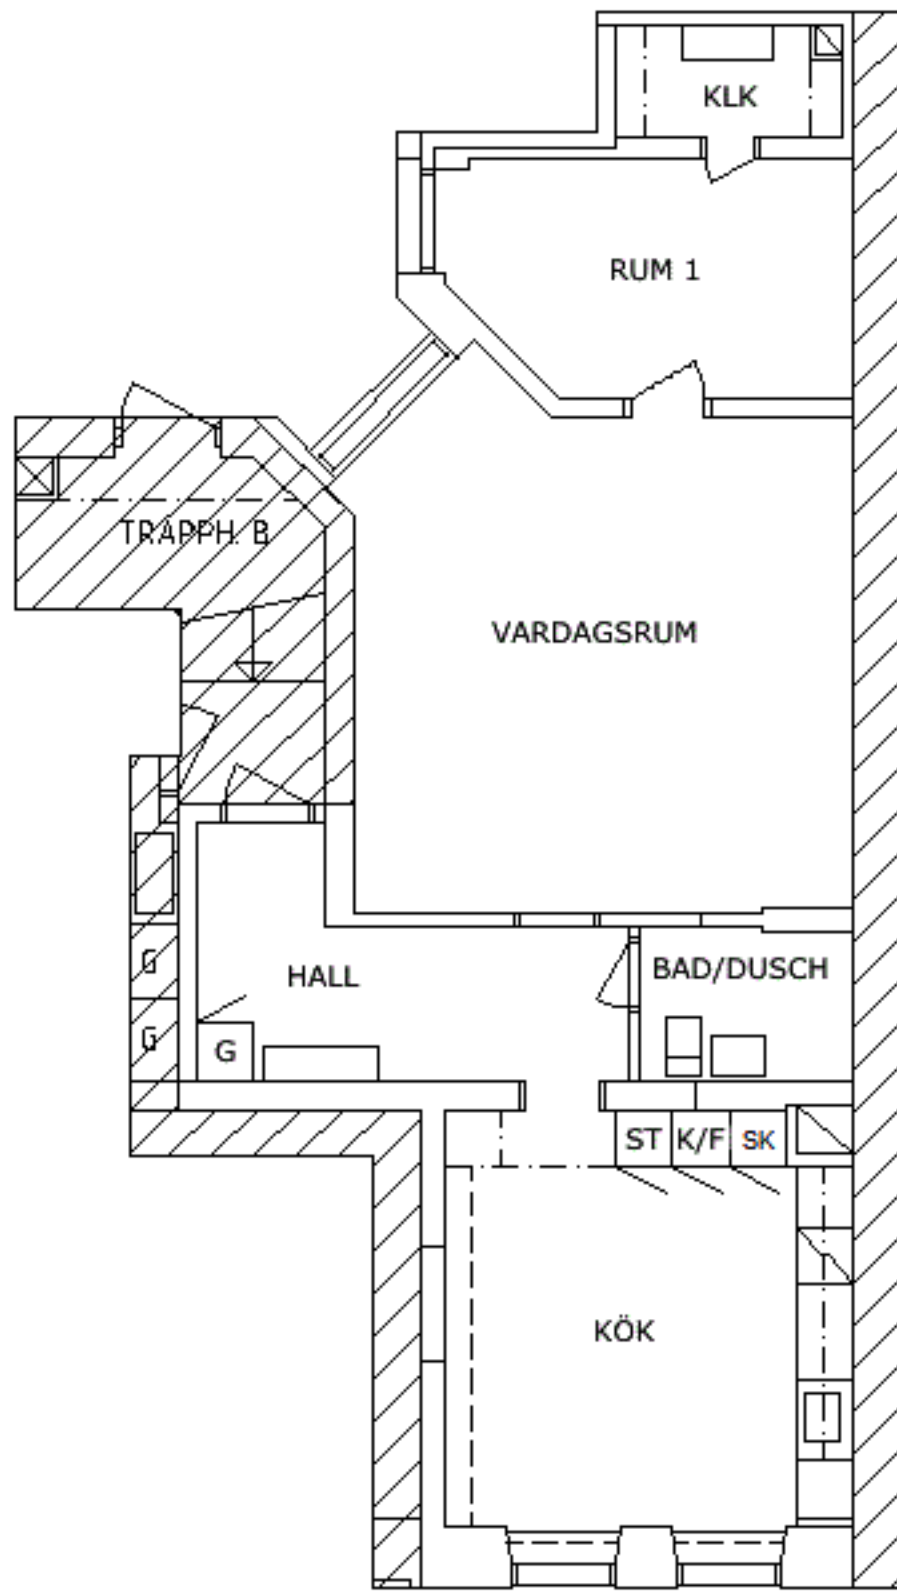 KLK
RUM 1
TRAPPH. B
VARDAGSRUM
G
HALL
BAD/DUSCH
G
G
ST K/F SK
KÖK